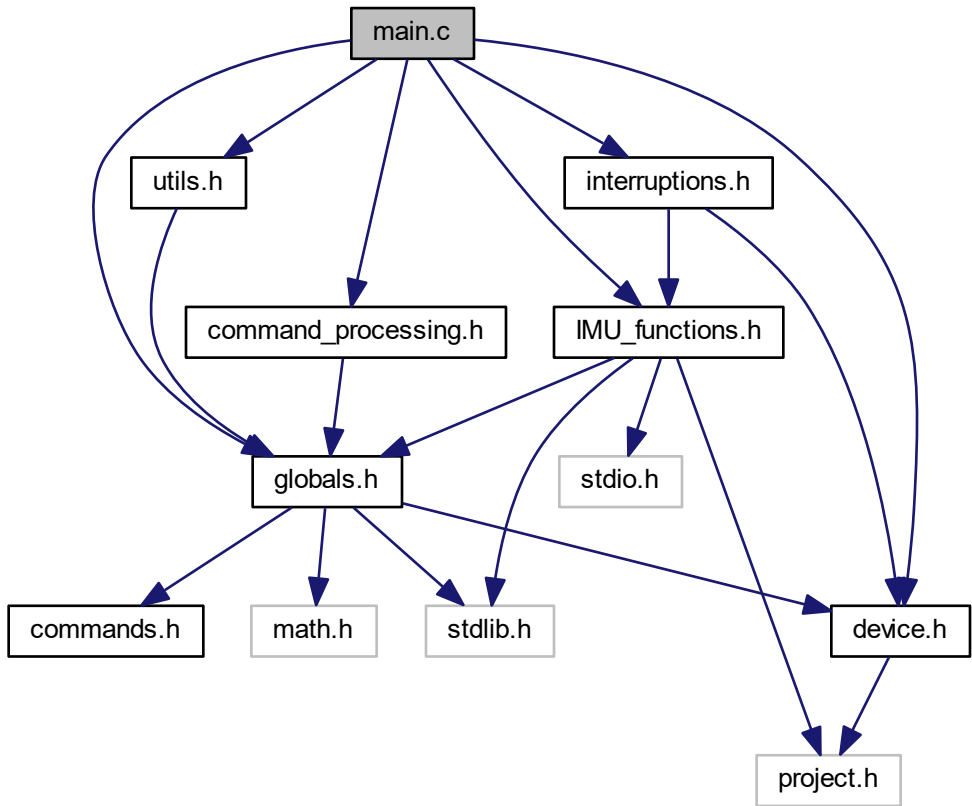 main.c
utils.h
interruptions.h
command_processing.h
IMU_functions.h
globals.h
stdio.h
commands.h
math.h
stdlib.h
device.h
project.h